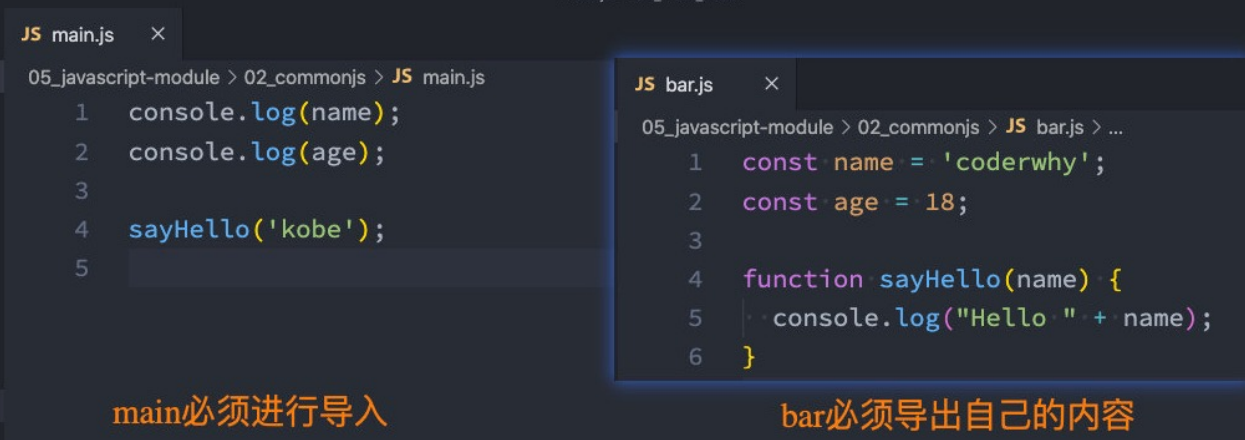 JS main.js ×
05_javascript-module > 02_commonjs > JS main.js
1 console.log(name);
2 console.log(age);
3
4 sayHello('kobe');
5
main必须进行导入
JS bar.js ×
05_javascript-module > 02_commonjs > JS bar.js > ...
1 const name = 'coderwhy';
2 const age = 18;
3
4 function sayHello(name) {
5 console.log("Hello " + name);
6 }
bar必须导出自己的内容